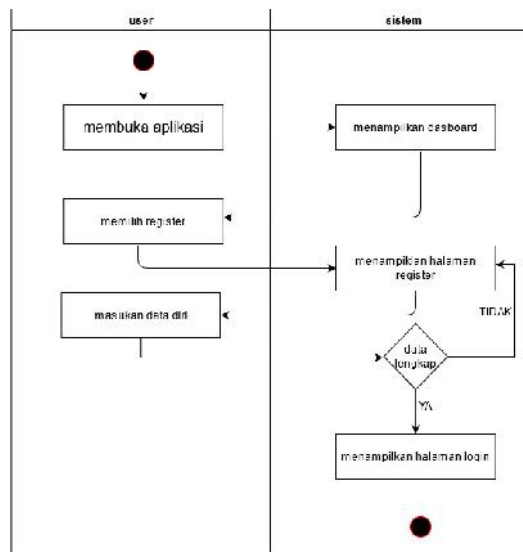 user
sistem
membuka aplikasi
menampilkan dasboard
memilih register
menampilkan halaman
register
masukan data diri
TIDAK
data
lengkap
YA
menampilkan halaman login